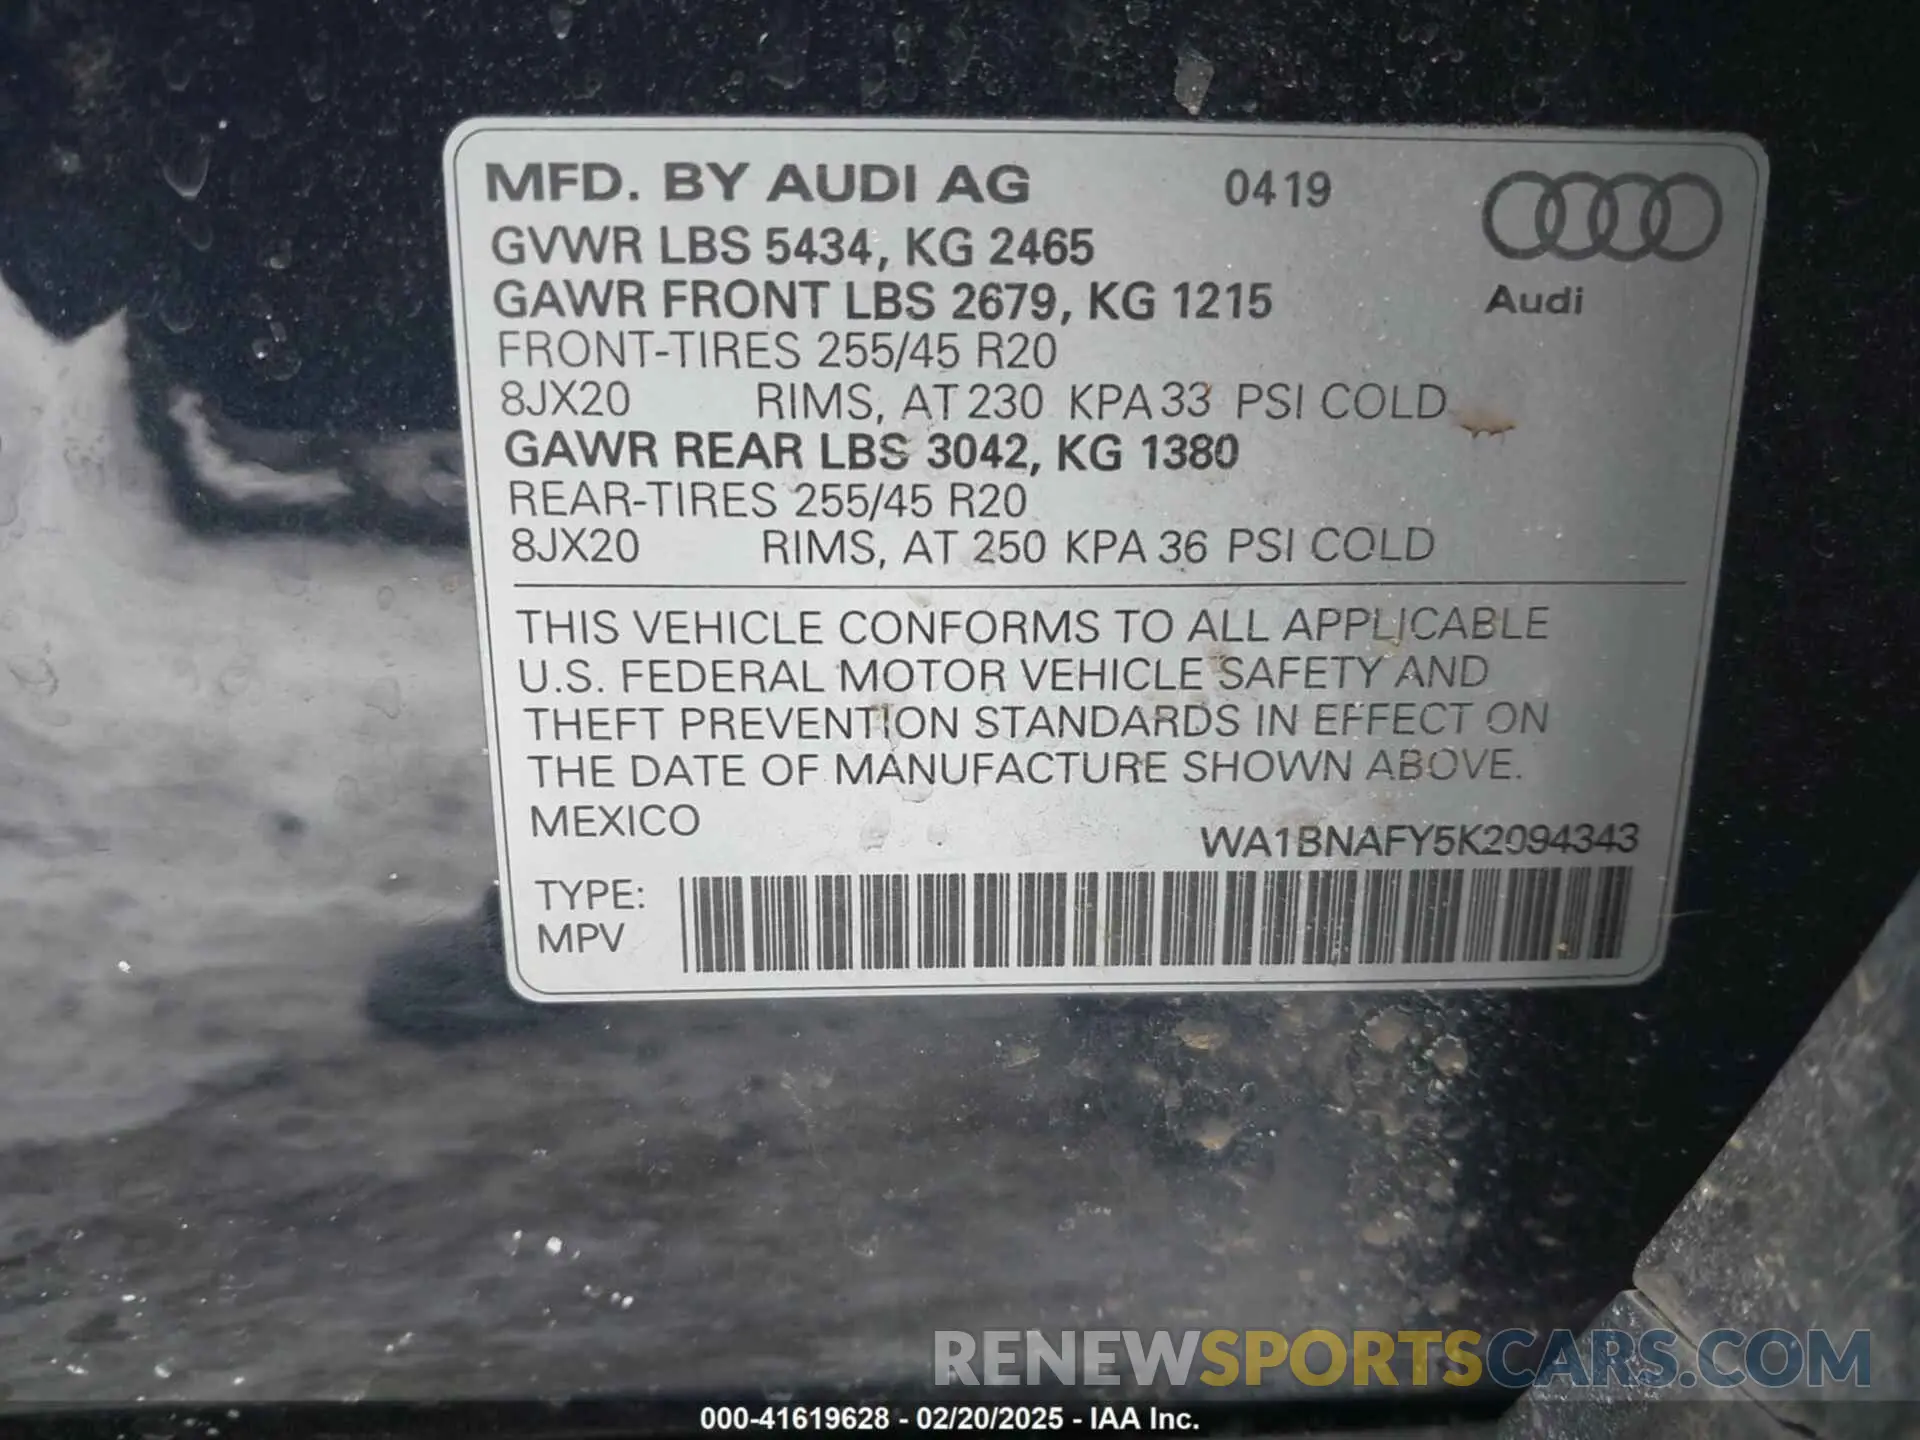 MFD. BY AUDI AG 0419
GVWR LBS 5434, KG 2465
GAWR FRONT LBS 2679, KG 1215
Audi
FRONT-TIRES 255/45 R20
8JX20 RIMS, AT 230 KPA 33 PSI COLD
GAWR REAR LBS 3042, KG 1380
REAR-TIRES 255/45 R20
8JX20 RIMS, AT 250 KPA 36 PSI COLD
THIS VEHICLE CONFORMS TO ALL APPLICABLE
U.S. FEDERAL MOTOR VEHICLE SAFETY AND
THEFT PREVENTION STANDARDS IN EFFECT ON
THE DATE OF MANUFACTURE SHOWN ABOVE.
MEXICO
WA1BNAFY5K2094343
TYPE:
MPV
RENEWSPORTSCARS.COM
000-41619628 - 02/20/2025 - IAA Inc.